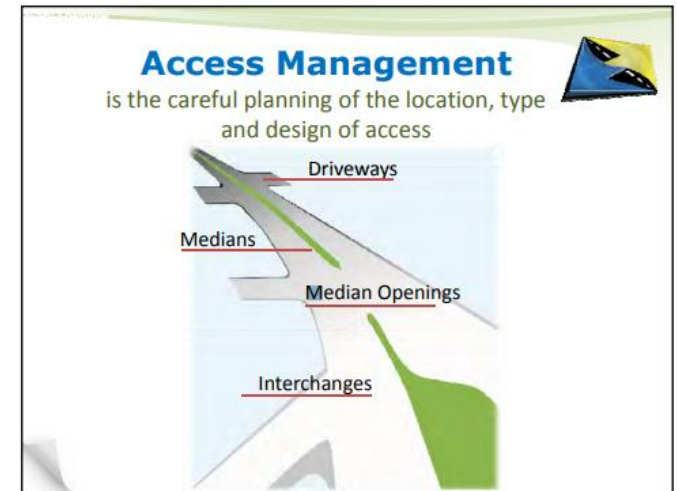 Access Management
is the careful planning of the location, type
and design of access
Driveways
Medians
Median Openings
Interchanges